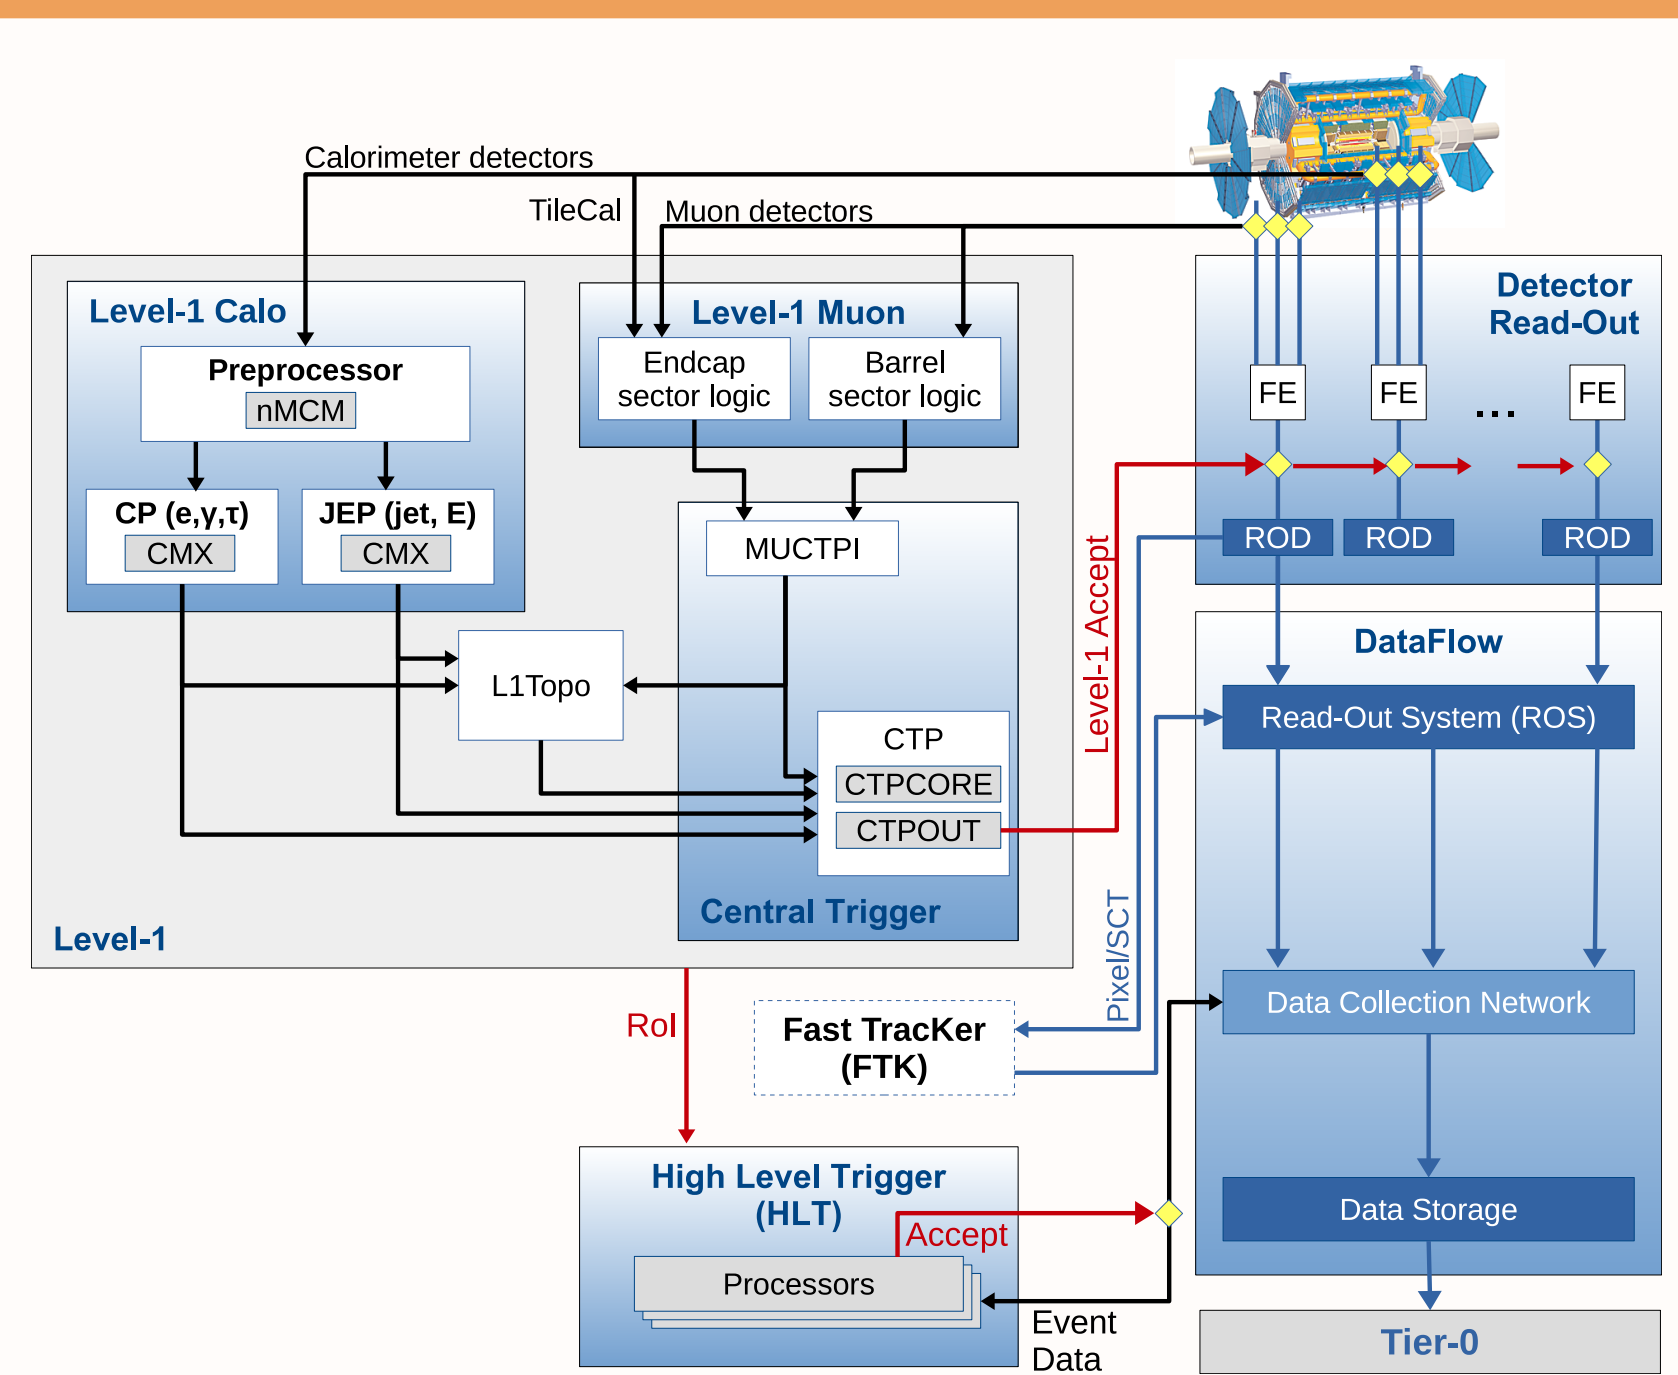 Calorimeter detectors
TileCal
Muon detectors
Level-1 Calo
Preprocessor
nMCM
CP (e,γ,τ)
CMX
JEP (jet, E)
CMX
Level-1 Muon
Endcap
sector logic
Barrel
sector logic
MUCTPI
L1Topo
CTP
CTPCORE
CTPOUT
Central Trigger
Level-1
Level-1 Accept
Detector
Read-Out
FE
FE
...
FE
ROD
ROD
ROD
DataFlow
Read-Out System (ROS)
Data Collection Network
Data Storage
Tier-0
Pixel/SCT
RoI
Fast TracKer
(FTK)
High Level Trigger
(HLT)
Accept
Processors
Event
Data